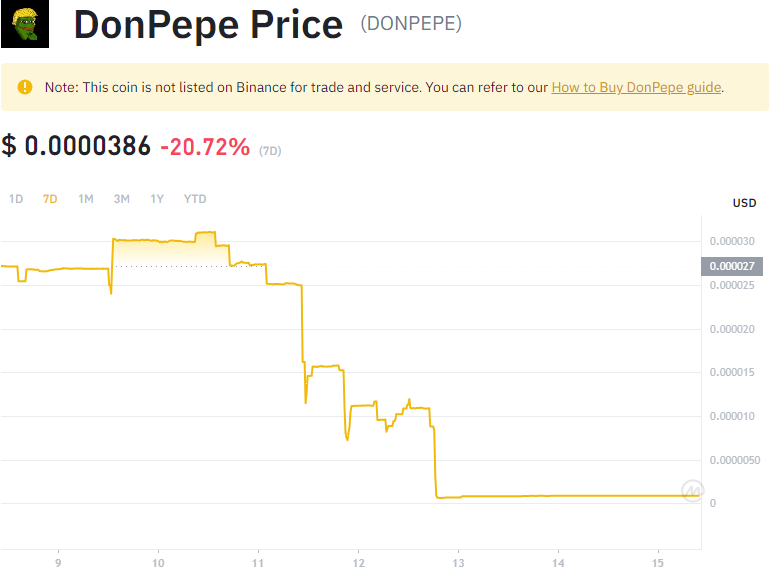 DonPepe Price (DONPEPE)
Note: This coin is not listed on Binance for trade and service. You can refer to our How to Buy DonPepe guide.
$ 0.0000386 -20.72% (7D)
1D 7D 1M 3M 1Y YTD
USD
0.000030
0.000027
0.000025
0.000020
0.000015
0.000010
0.0000050
0
9 10 11 12 13 14 15